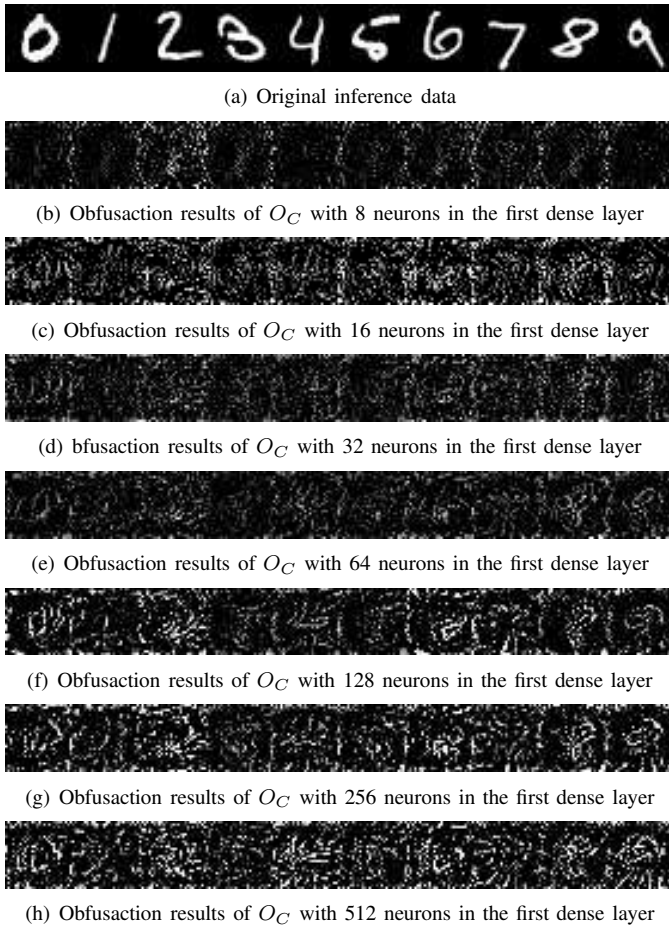 0 1 2 3 4 5 6 7 8 9
(a) Original inference data
(b) Obfusaction results of O_C with 8 neurons in the first dense layer
(c) Obfusaction results of O_C with 16 neurons in the first dense layer
(d) bfusaction results of O_C with 32 neurons in the first dense layer
(e) Obfusaction results of O_C with 64 neurons in the first dense layer
(f) Obfusaction results of O_C with 128 neurons in the first dense layer
(g) Obfusaction results of O_C with 256 neurons in the first dense layer
(h) Obfusaction results of O_C with 512 neurons in the first dense layer